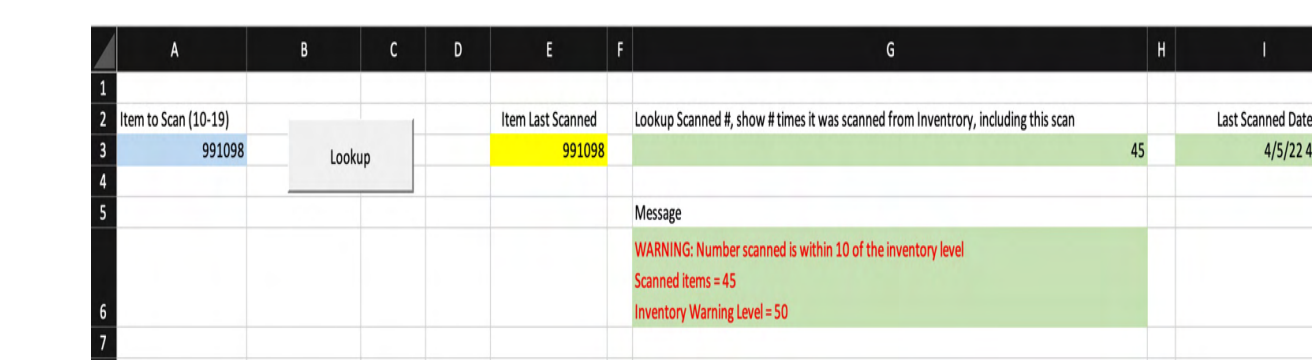 A B C D E F G H I
1
2 Item to Scan (10-19) Item Last Scanned Lookup Scanned #, show # times it was scanned from Inventrory, including this scan Last Scanned Date
3 991098 Lookup 991098 45 4/5/22 4
4
5 Message
WARNING: Number scanned is within 10 of the inventory level
Scanned items = 45
6 Inventory Warning Level = 50
7